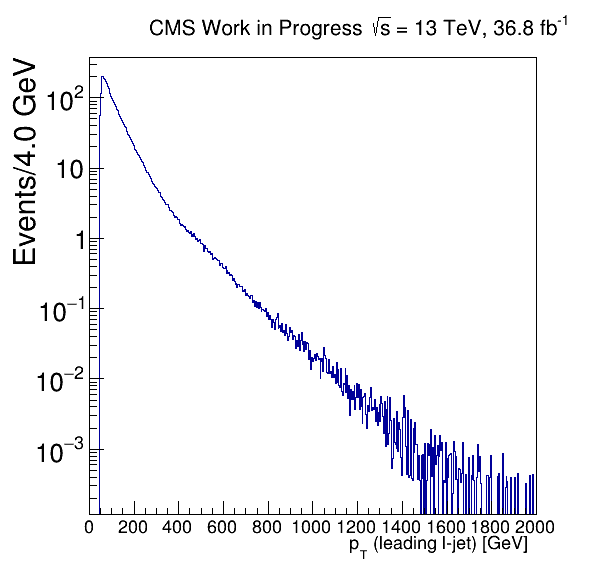 CMS Work in Progress √s = 13 TeV, 36.8 fb⁻¹
Events/4.0 GeV
10²
10
1
10⁻¹
10⁻²
10⁻³
0 200 400 600 800 1000 1200 1400 1600 1800 2000
p_T (leading l-jet) [GeV]